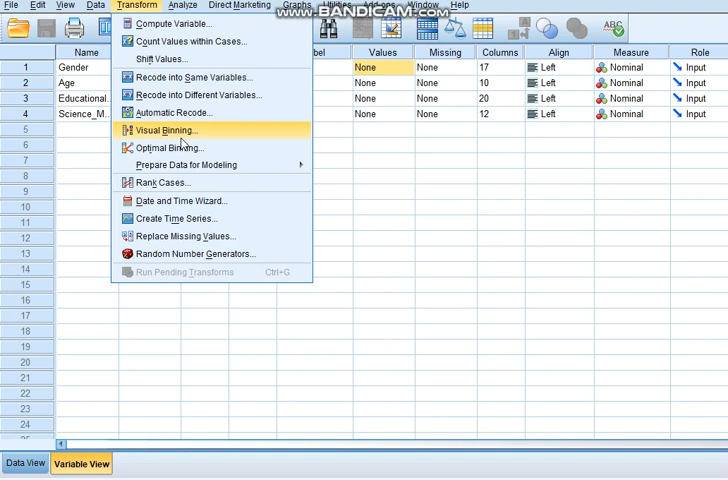 File Edit View Data Transform Analyze Direct Marketing Graphs Utilities Add-ons Window Help
www.BANDICAM.com
Name Values Missing Columns Align Measure Role
1 Gender None None 17 Left Nominal Input
2 Age None None 10 Left Nominal Input
3 Educational... None None 20 Left Nominal Input
4 Science_M... None None 12 Left Nominal Input
5
6
7
8
9
10
11
12
13
14
15
16
17
18
19
20
21
22
23
24
Compute Variable...
Count Values within Cases...
Shift Values...
Recode into Same Variables...
Recode into Different Variables...
Automatic Recode...
Visual Binning...
Optimal Binning...
Prepare Data for Modeling
Rank Cases...
Date and Time Wizard...
Create Time Series...
Replace Missing Values...
Random Number Generators...
Run Pending Transforms Ctrl+G
ABC
Data View Variable View